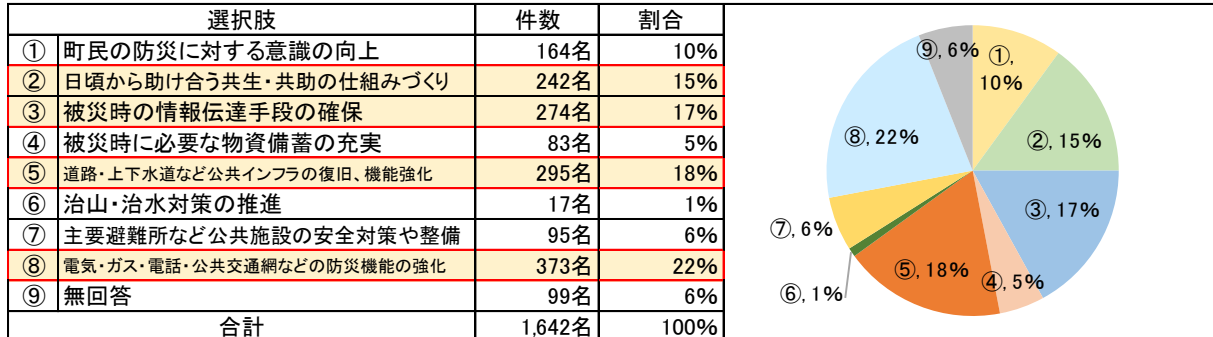 選択肢 件数 割合
① 町民の防災に対する意識の向上 164名 10%
② 日頃から助け合う共生・共助の仕組みづくり 242名 15%
③ 被災時の情報伝達手段の確保 274名 17%
④ 被災時に必要な物資備蓄の充実 83名 5%
⑤ 道路・上下水道など公共インフラの復旧、機能強化 295名 18%
⑥ 治山・治水対策の推進 17名 1%
⑦ 主要避難所など公共施設の安全対策や整備 95名 6%
⑧ 電気・ガス・電話・公共交通網などの防災機能の強化 373名 22%
⑨ 無回答 99名 6%
合計 1,642名 100%
①, 10%
②, 15%
③, 17%
④, 5%
⑤, 18%
⑥, 1%
⑦, 6%
⑧, 22%
⑨, 6%